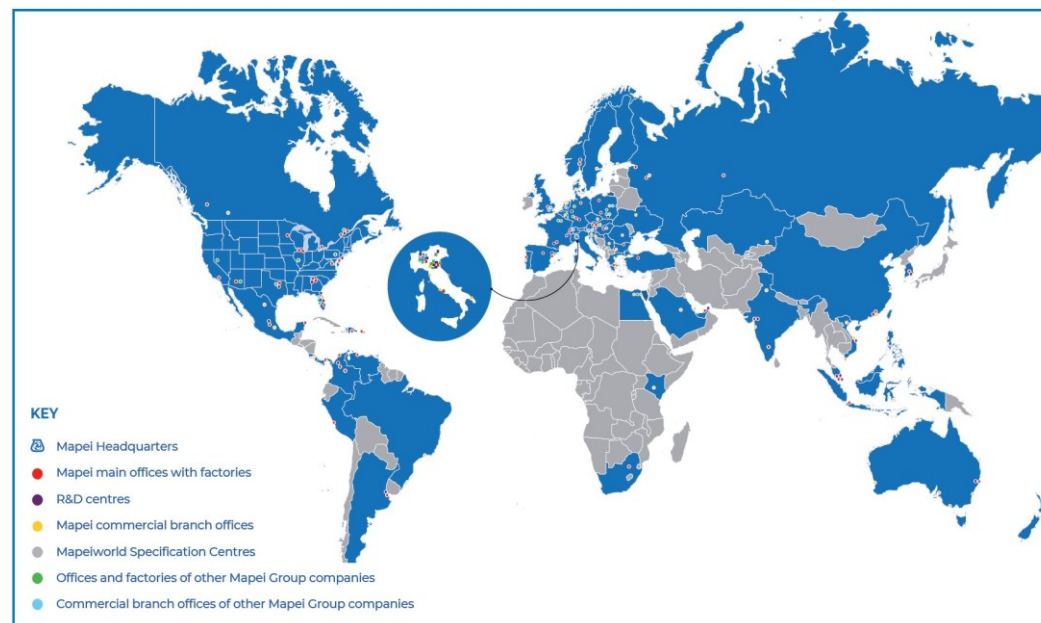 KEY
Mapei Headquarters
Mapei main offices with factories
R&D centres
Mapei commercial branch offices
Mapeiworld Specification Centres
Offices and factories of other Mapei Group companies
Commercial branch offices of other Mapei Group companies